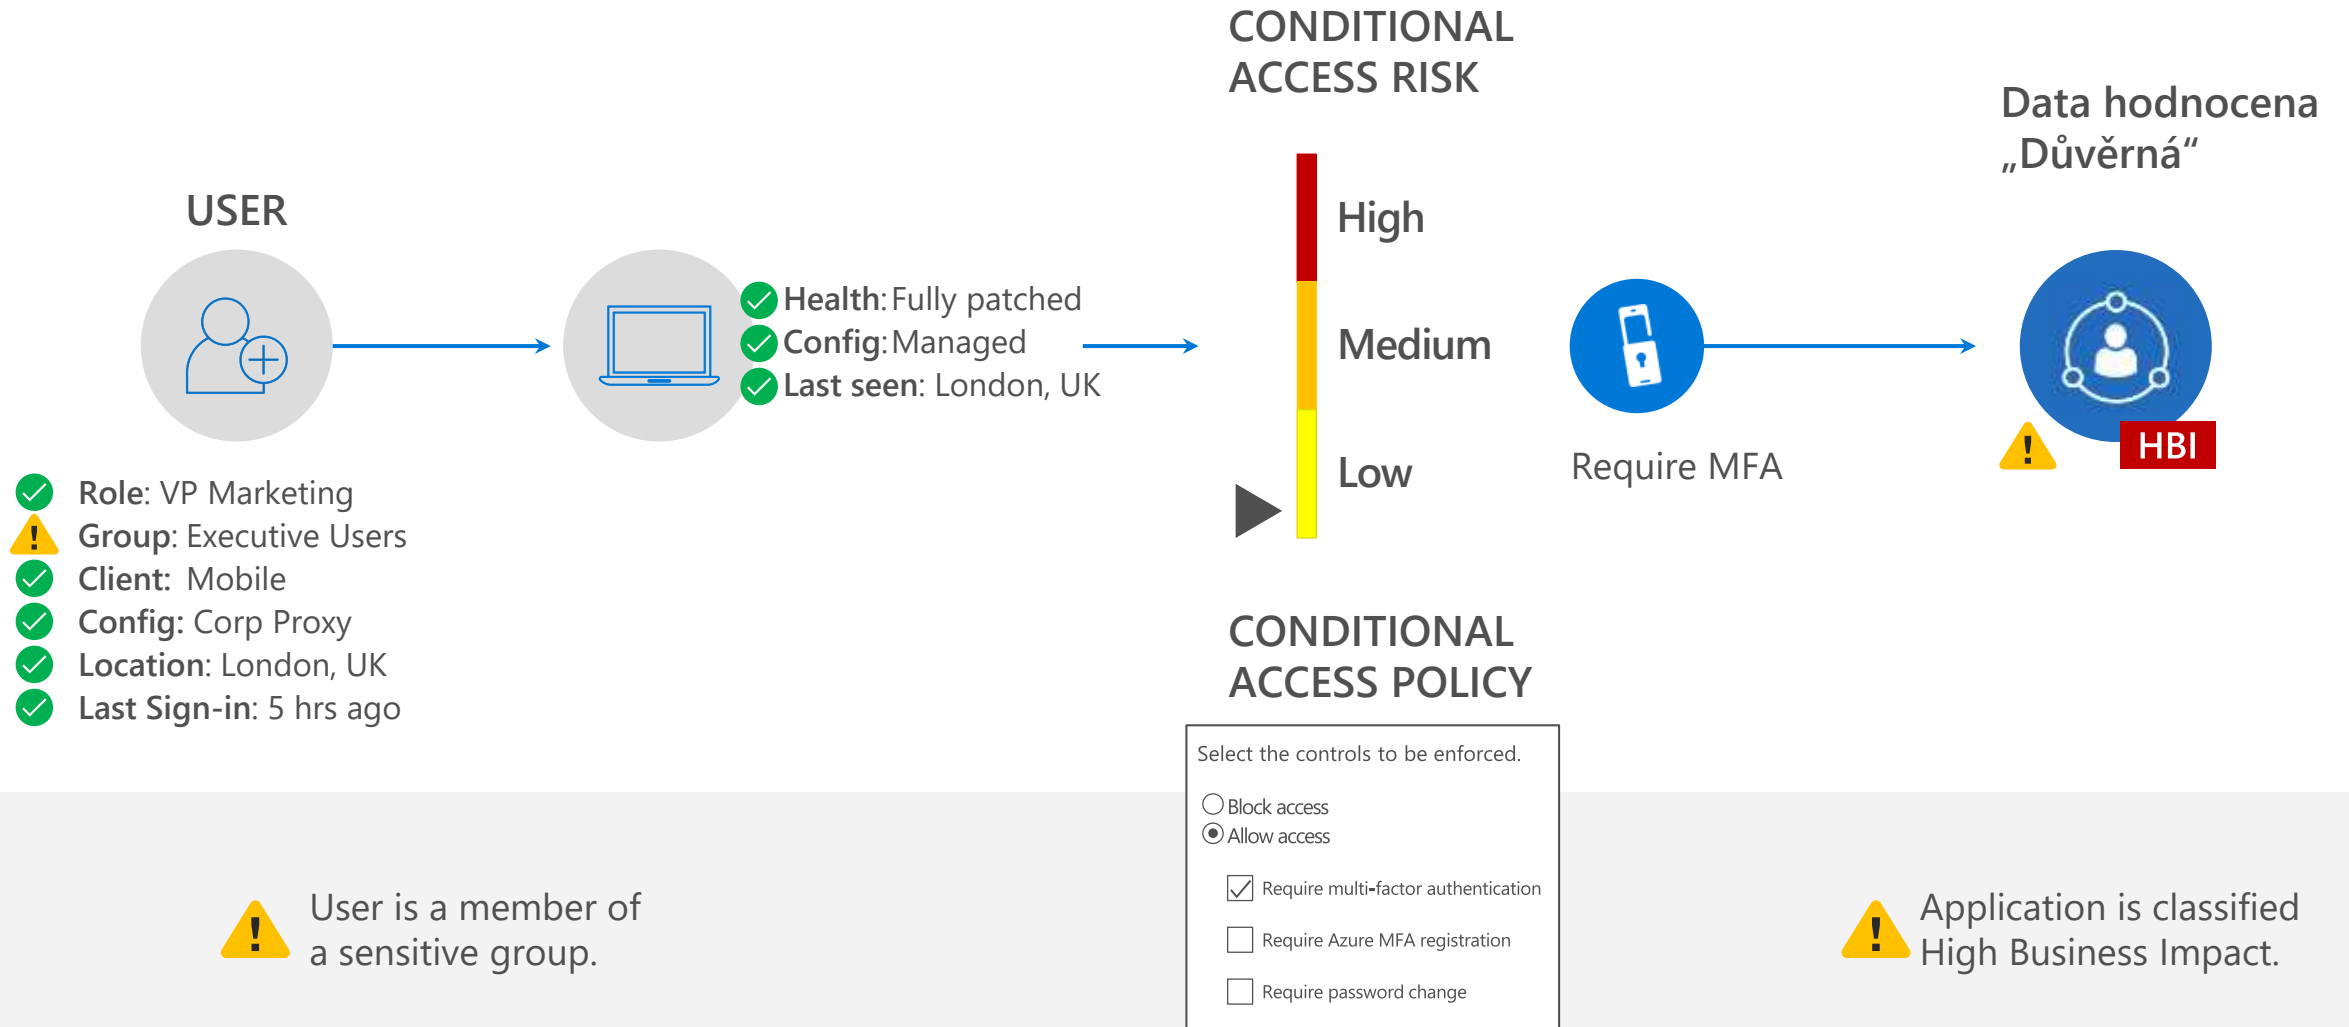 CONDITIONAL
ACCESS RISK
Data hodnocena
„Důvěrná“
USER
High
Medium
Low
Health: Fully patched
Config: Managed
Last seen: London, UK
Require MFA
HBI
Role: VP Marketing
Group: Executive Users
Client: Mobile
Config: Corp Proxy
Location: London, UK
Last Sign-in: 5 hrs ago
CONDITIONAL
ACCESS POLICY
Select the controls to be enforced.
Block access
Allow access
Require multi-factor authentication
Require Azure MFA registration
Require password change
User is a member of
a sensitive group.
Application is classified
High Business Impact.